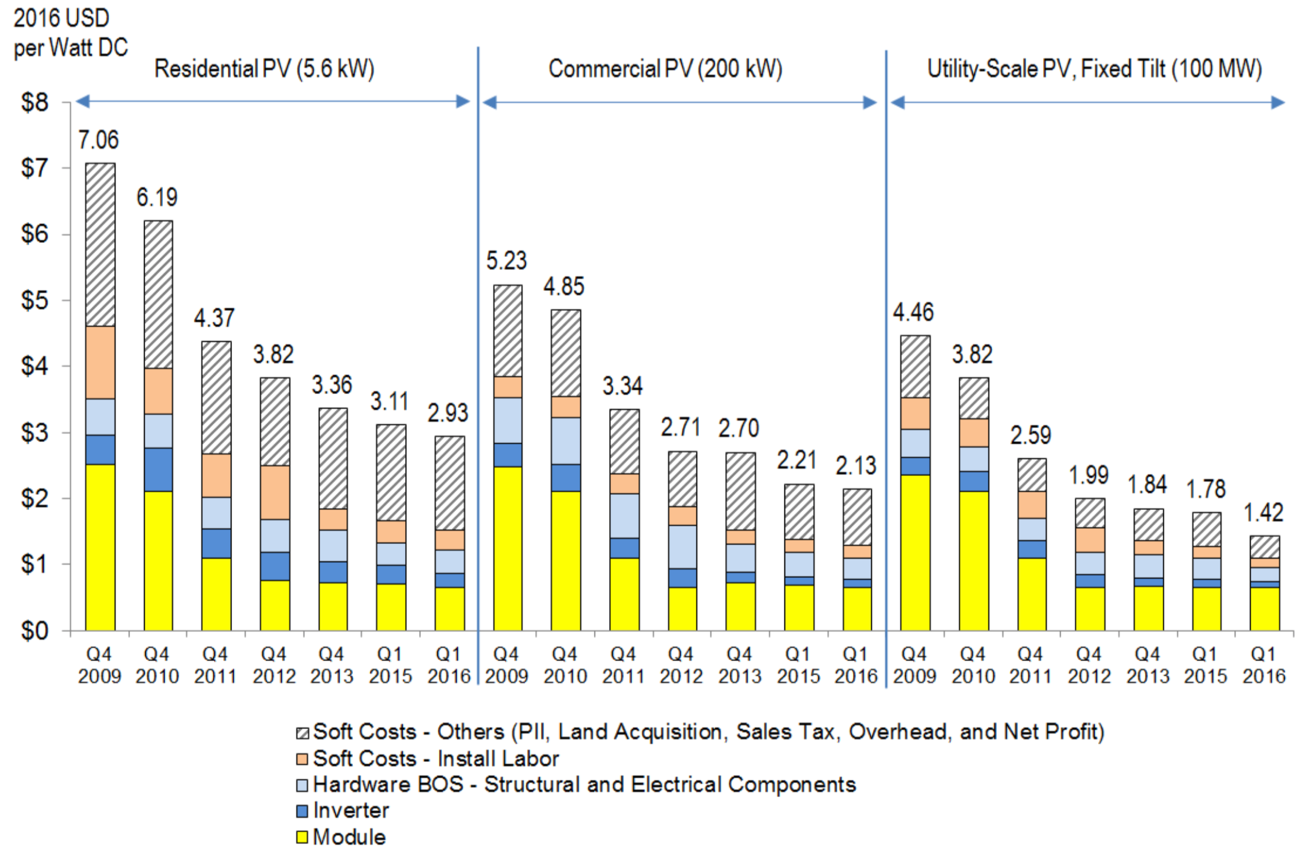 2016 USD
per Watt DC
Residential PV (5.6 kW)
Commercial PV (200 kW)
Utility-Scale PV, Fixed Tilt (100 MW)
$8
$7
$6
$5
$4
$3
$2
$1
$0
7.06
6.19
4.37
3.82
3.36
3.11
2.93
5.23
4.85
3.34
2.71
2.70
2.21
2.13
4.46
3.82
2.59
1.99
1.84
1.78
1.42
Q4 Q4 Q4 Q4 Q4 Q1 Q1 Q4 Q4 Q4 Q4 Q4 Q1 Q1 Q4 Q4 Q4 Q4 Q4 Q1 Q1
2009 2010 2011 2012 2013 2015 2016 2009 2010 2011 2012 2013 2015 2016 2009 2010 2011 2012 2013 2015 2016
Soft Costs - Others (PII, Land Acquisition, Sales Tax, Overhead, and Net Profit)
Soft Costs - Install Labor
Hardware BOS - Structural and Electrical Components
Inverter
Module